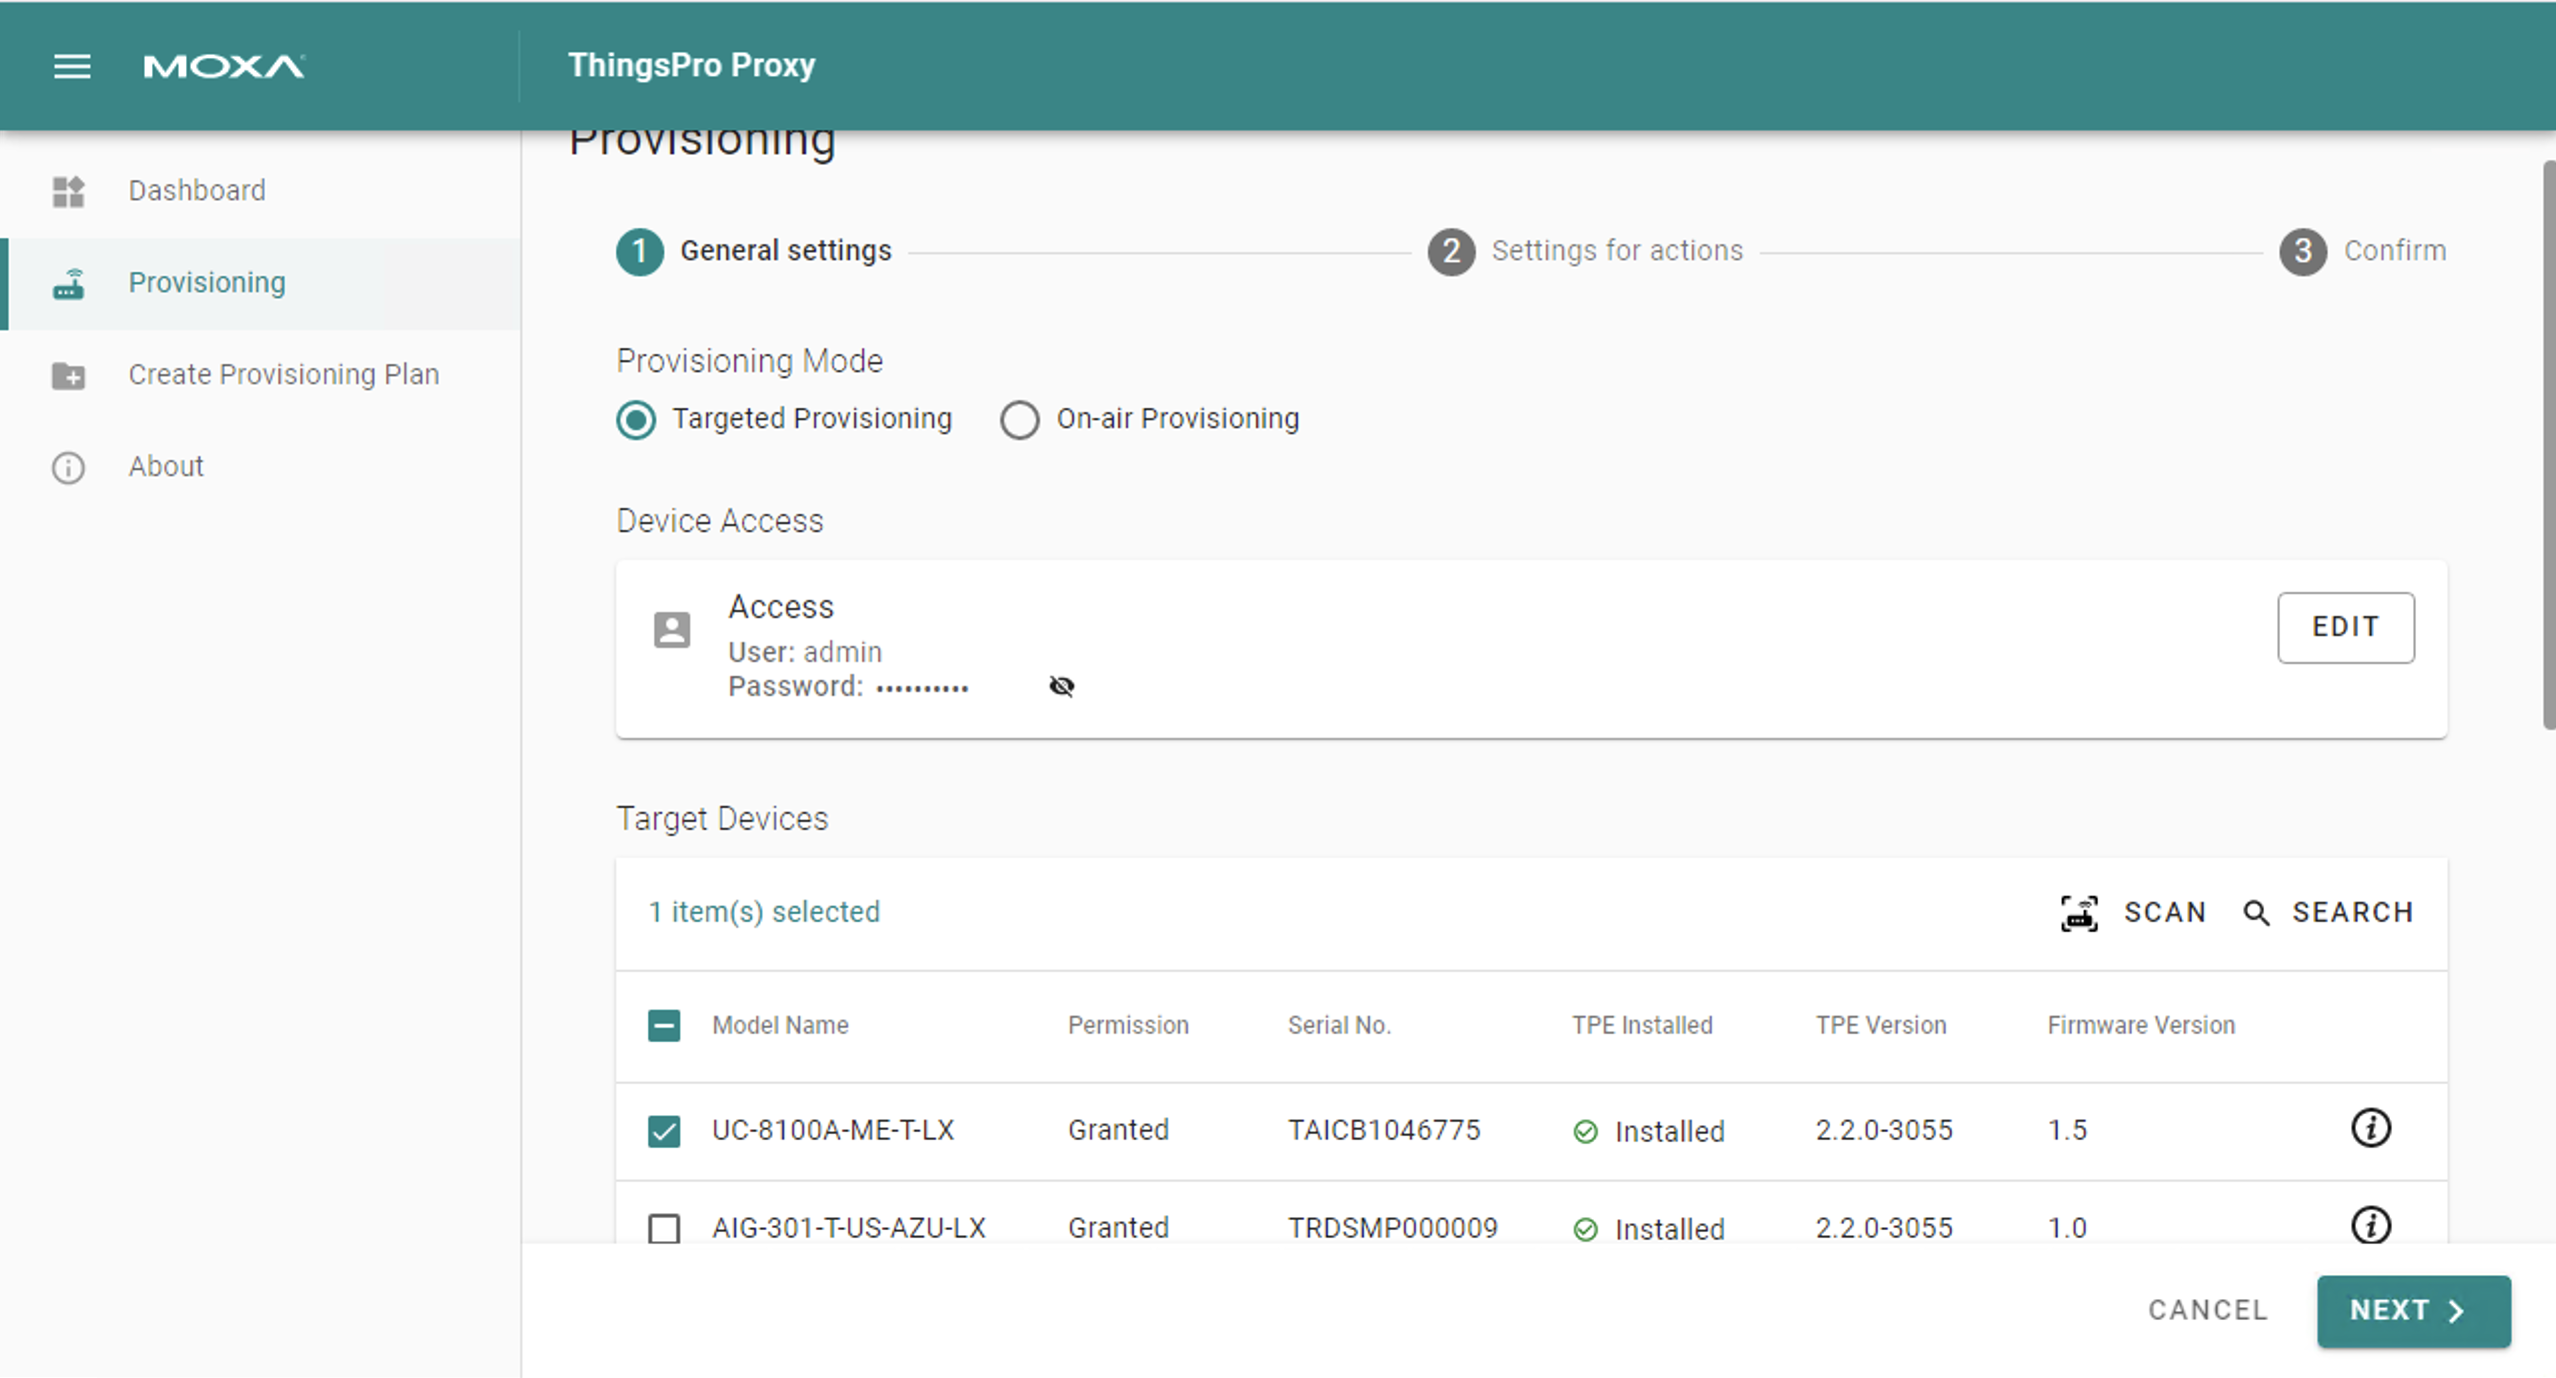 MOXA
ThingsPro Proxy
Dashboard
Provisioning
Create Provisioning Plan
About
Provisioning
1 General settings 2 Settings for actions 3 Confirm
Provisioning Mode
Targeted Provisioning On-air Provisioning
Device Access
Access
User: admin
Password: ••••••••••
EDIT
Target Devices
1 item(s) selected SCAN SEARCH
Model Name Permission Serial No. TPE Installed TPE Version Firmware Version
UC-8100A-ME-T-LX Granted TAICB1046775 Installed 2.2.0-3055 1.5
AIG-301-T-US-AZU-LX Granted TRDSMP000009 Installed 2.2.0-3055 1.0
CANCEL NEXT